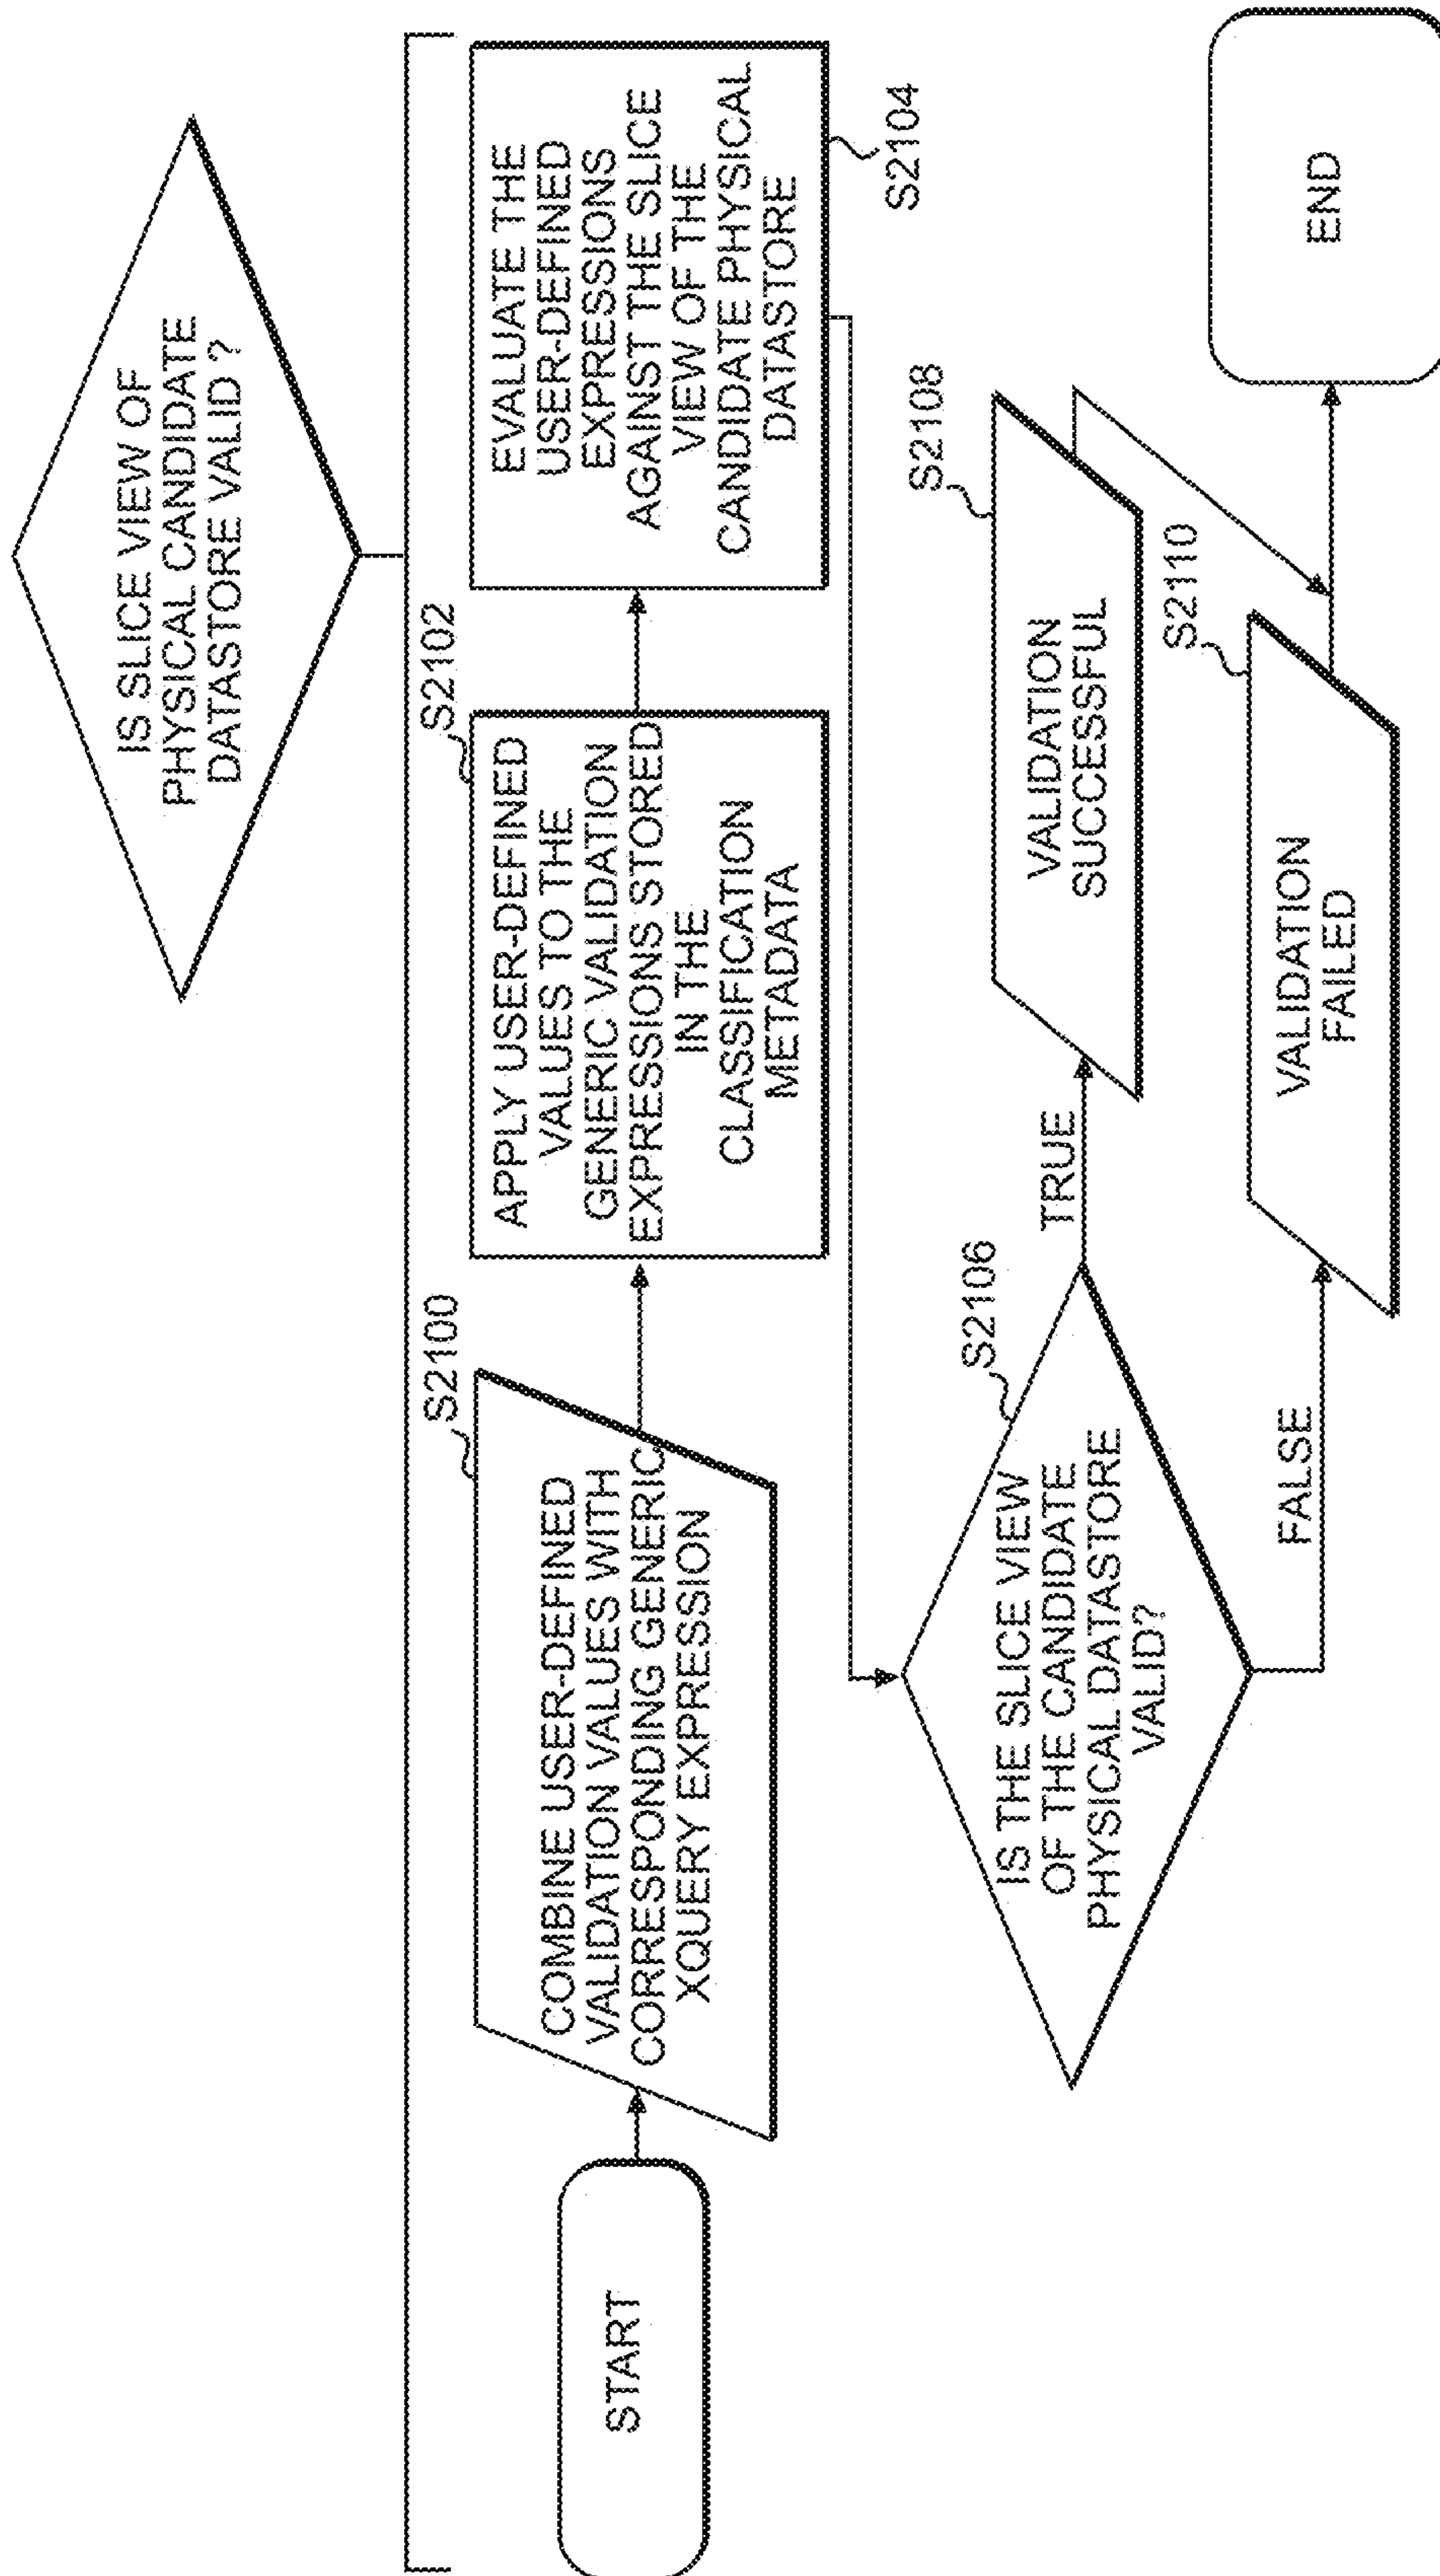 IS SLICE VIEW OF
PHYSICAL CANDIDATE
DATASTORE VALID ?
START
S2100
COMBINE USER-DEFINED
VALIDATION VALUES WITH
CORRESPONDING GENERIC
XQUERY EXPRESSION
S2102
APPLY USER-DEFINED
VALUES TO THE
GENERIC VALIDATION
EXPRESSIONS STORED
IN THE
CLASSIFICATION
METADATA
EVALUATE THE
USER-DEFINED
EXPRESSIONS
AGAINST THE SLICE
VIEW OF THE
CANDIDATE PHYSICAL
DATASTORE
S2104
S2106
IS THE SLICE VIEW
OF THE CANDIDATE
PHYSICAL DATASTORE
VALID?
TRUE
S2108
VALIDATION
SUCCESSFUL
FALSE
S2110
VALIDATION
FAILED
END